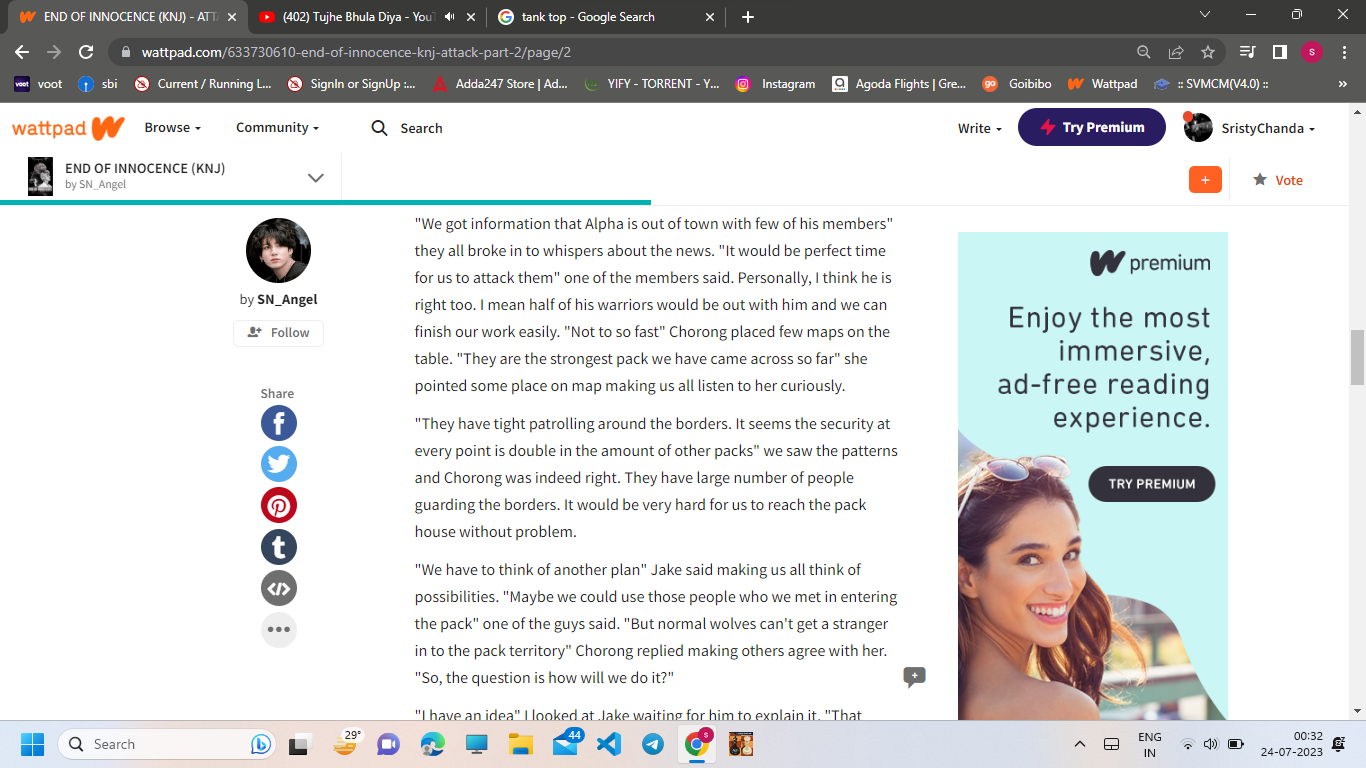 END OF INNOCENCE (KNJ) - ATTA
(402) Tujhe Bhula Diya - YouT
tank top - Google Search
wattpad.com/633730610-end-of-innocence-knj-attack-part-2/page/2
s
voot voot
sbi
Current / Running L...
SignIn or SignUp :...
Adda247 Store | Ad...
YIFY - TORRENT - Y...
Instagram
Agoda Flights | Gre...
go Goibibo
Wattpad
:: SVMCM(V4.0) ::
»
wattpad
Browse
Community
Search
Write
Try Premium
SristyChanda
END OF INNOCENCE (KNJ)
by SN_Angel
+
Vote
by SN_Angel
Follow
Share
"We got information that Alpha is out of town with few of his members"
they all broke in to whispers about the news. "It would be perfect time
for us to attack them" one of the members said. Personally, I think he is
right too. I mean half of his warriors would be out with him and we can
finish our work easily. "Not to so fast" Chorong placed few maps on the
table. "They are the strongest pack we have came across so far" she
pointed some place on map making us all listen to her curiously.
"They have tight patrolling around the borders. It seems the security at
every point is double in the amount of other packs" we saw the patterns
and Chorong was indeed right. They have large number of people
guarding the borders. It would be very hard for us to reach the pack
house without problem.
"We have to think of another plan" Jake said making us all think of
possibilities. "Maybe we could use those people who we met in entering
the pack" one of the guys said. "But normal wolves can't get a stranger
in to the pack territory" Chorong replied making others agree with her.
"So, the question is how will we do it?"
"I have an idea" I looked at Jake waiting for him to explain it. "That
premium
Enjoy the most
immersive,
ad-free reading
experience.
TRY PREMIUM
Search
29°
44
s
ENG
IN
00:32
24-07-2023